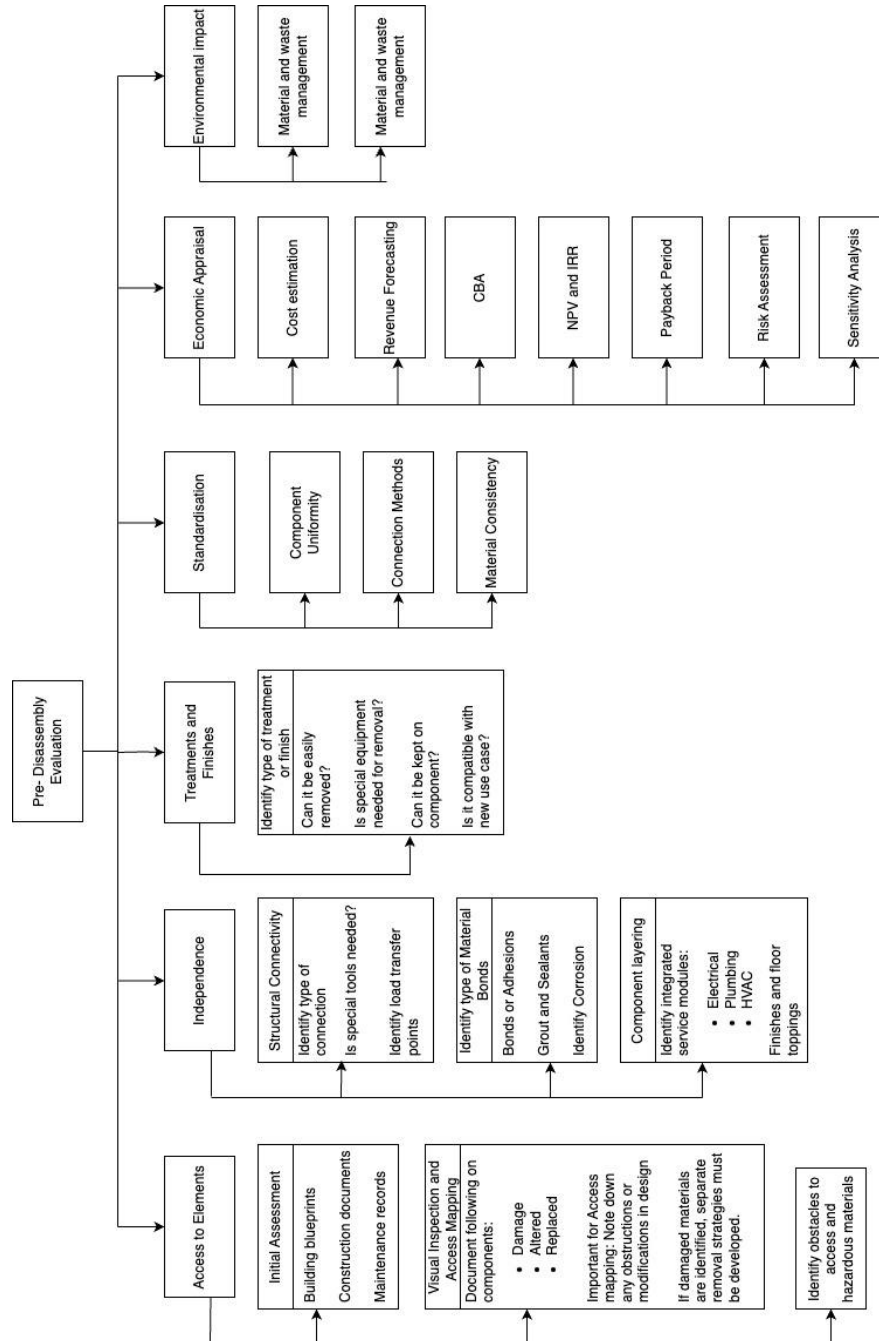 Pre- Disassembly
Evaluation
Access to Elements
Initial Assessment
Building blueprints
Construction documents
Maintenance records
Visual Inspection and
Access Mapping
Document following on
components:
• Damage
• Altered
• Replaced
Important for Access
mapping: Note down
any obstructions or
modifications in design
If damaged materials
are identified, separate
removal strategies must
be developed.
Identify obstacles to
access and
hazardous materials
Independence
Structural Connectivity
Identify type of
connection
Is special tools needed?
Identify load transfer
points
Identify type of Material
Bonds
Bonds or Adhesions
Grout and Sealants
Identify Corrosion
Component layering
Identify integrated
service modules:
• Electrical
• Plumbing
• HVAC
Finishes and floor
toppings
Treatments and
Finishes
Identify type of treatment
or finish
Can it be easily
removed?
Is special equipment
needed for removal?
Can it be kept on
component?
Is it compatible with
new use case?
Standardisation
Component
Uniformity
Connection Methods
Material Consistency
Economic Appraisal
Cost estimation
Revenue Forecasting
CBA
NPV and IRR
Payback Period
Risk Assessment
Sensitivity Analysis
Environmental impact
Material and waste
management
Material and waste
management